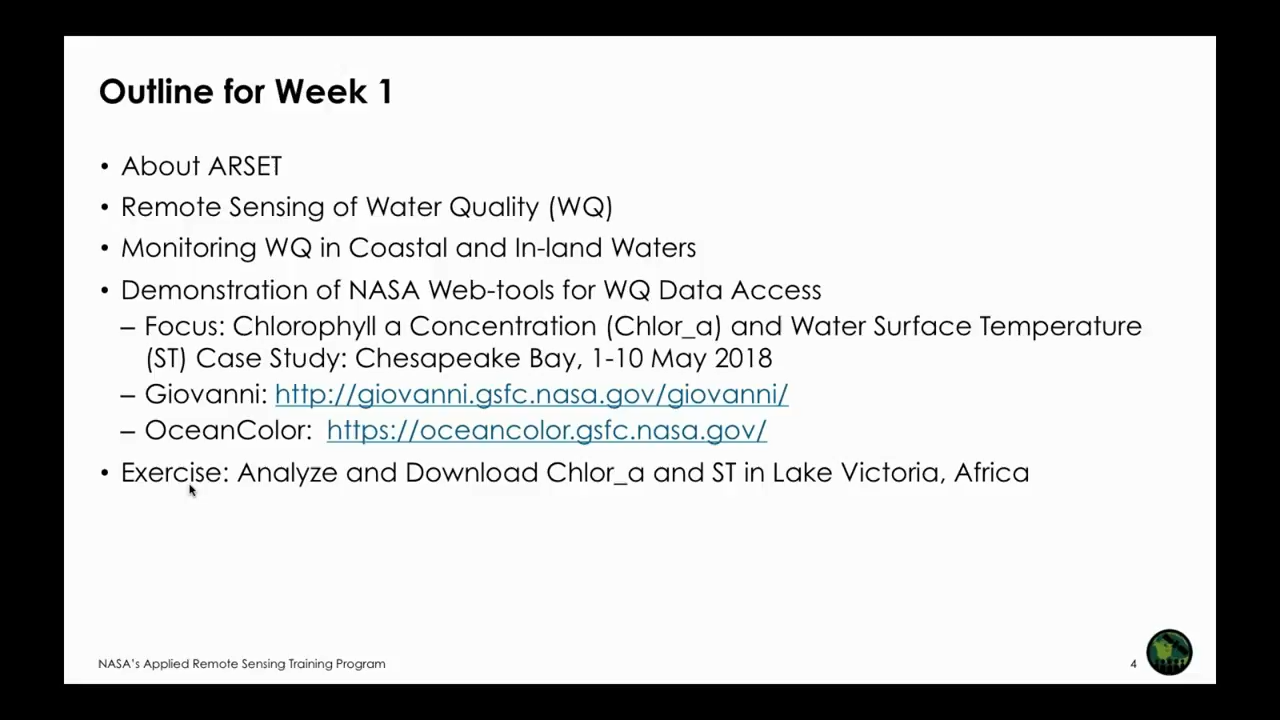 Outline for Week 1
• About ARSET
• Remote Sensing of Water Quality (WQ)
• Monitoring WQ in Coastal and In-land Waters
• Demonstration of NASA Web-tools for WQ Data Access
– Focus: Chlorophyll a Concentration (Chlor_a) and Water Surface Temperature
(ST) Case Study: Chesapeake Bay, 1-10 May 2018
– Giovanni: http://giovanni.gsfc.nasa.gov/giovanni/
– OceanColor: https://oceancolor.gsfc.nasa.gov/
• Exercise: Analyze and Download Chlor_a and ST in Lake Victoria, Africa
NASA's Applied Remote Sensing Training Program
4